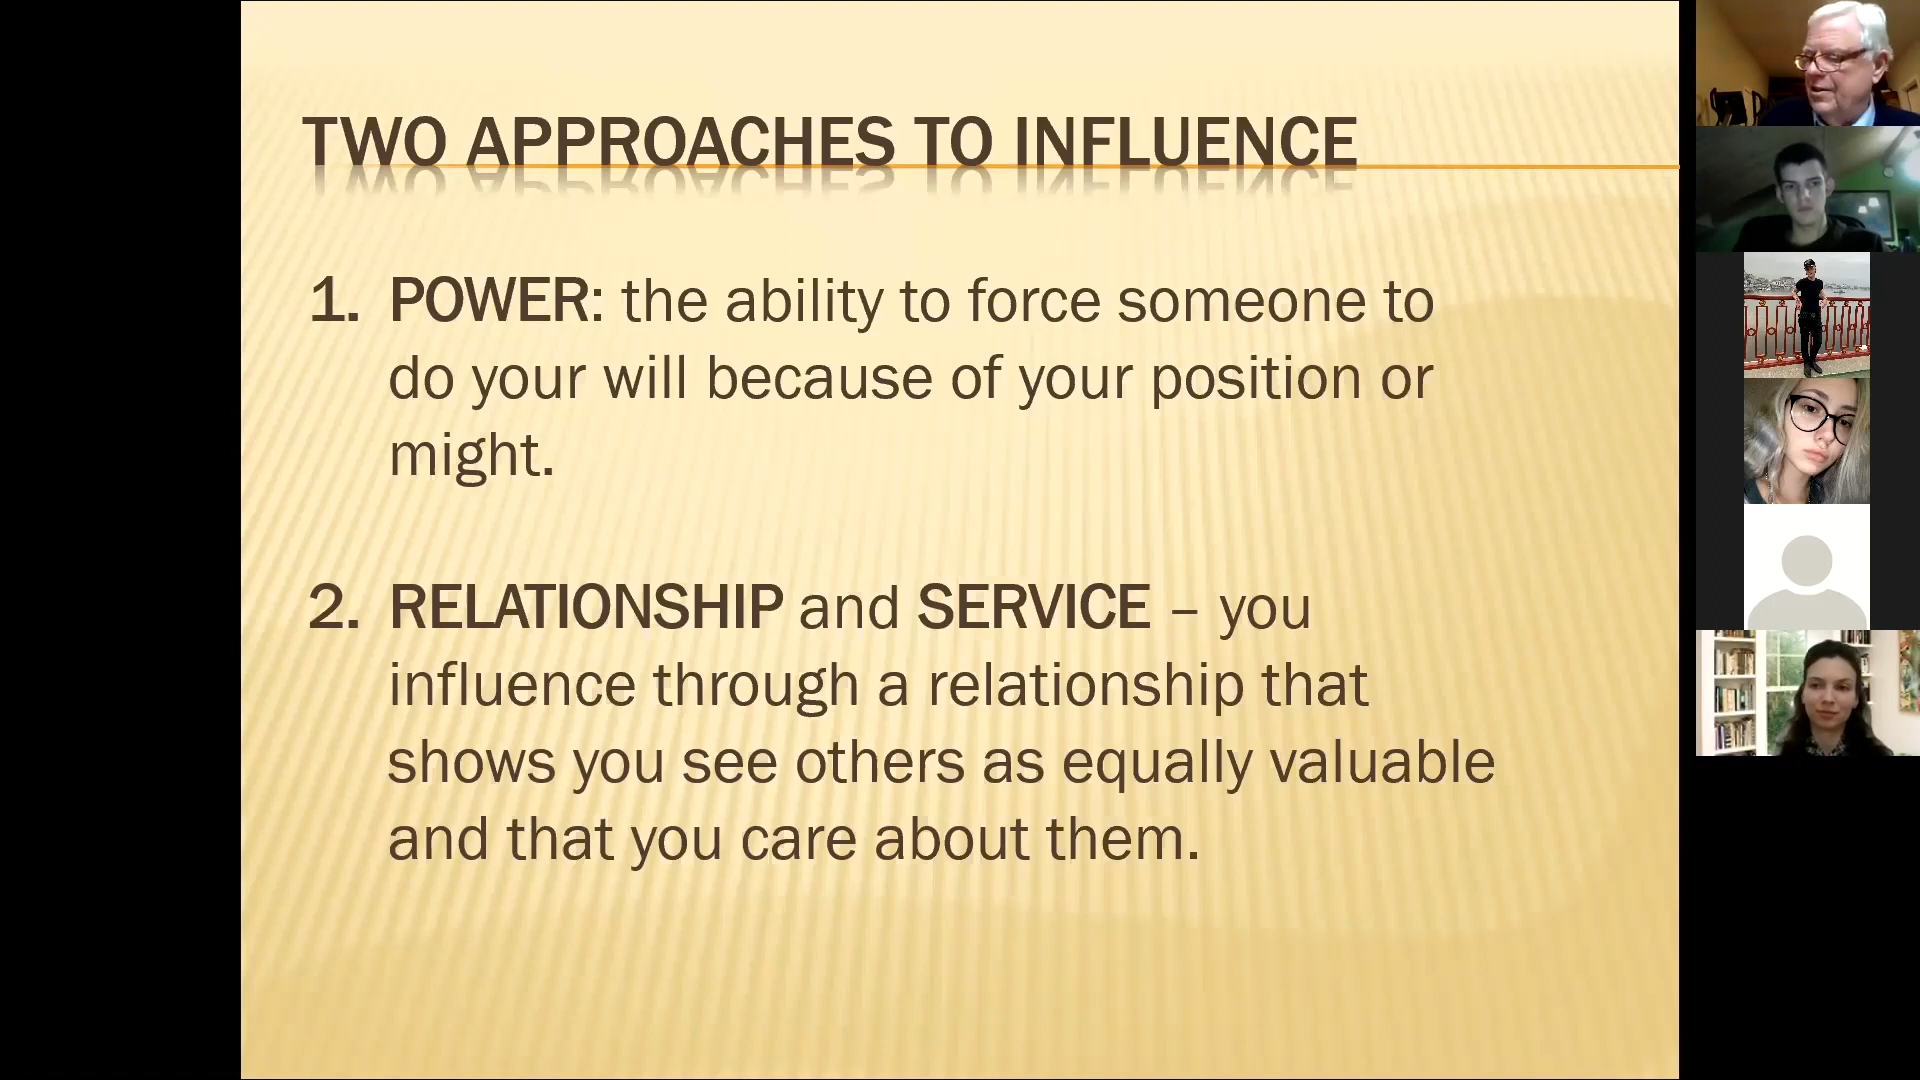 TWO APPROACHES TO INFLUENCE
1. POWER: the ability to force someone to
do your will because of your position or
might.
2. RELATIONSHIP and SERVICE – you
influence through a relationship that
shows you see others as equally valuable
and that you care about them.